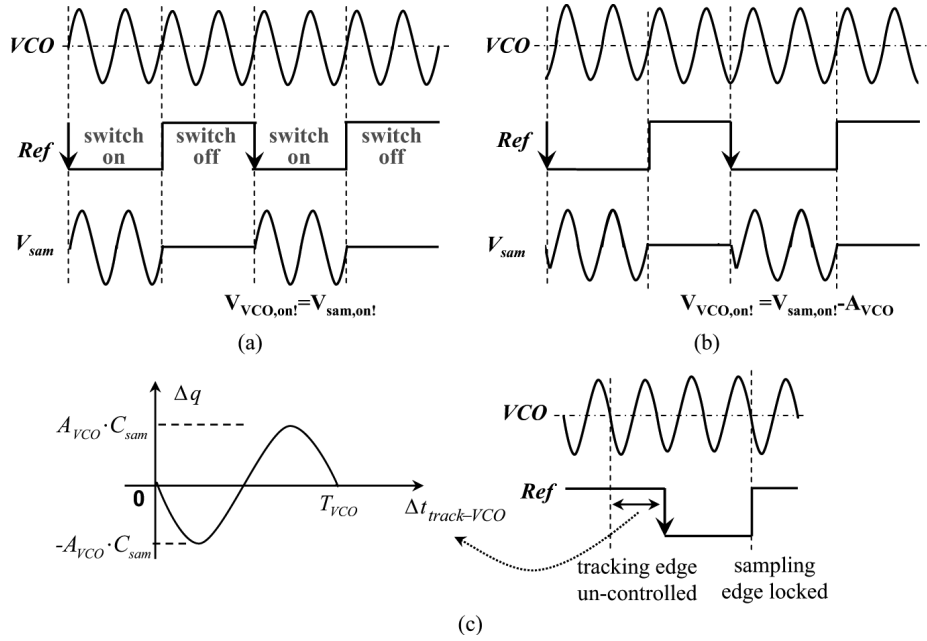 VCO
Ref
switch on
switch off
switch on
switch off
V_sam
V_VCO,on!=V_sam,on!
(a)
VCO
Ref
V_sam
V_VCO,on! =V_sam,on!-A_VCO
(b)
Δq
A_VCO·C_sam
0
T_VCO
Δt_track–VCO
-A_VCO·C_sam
VCO
Ref
tracking edge
un-controlled
sampling
edge locked
(c)